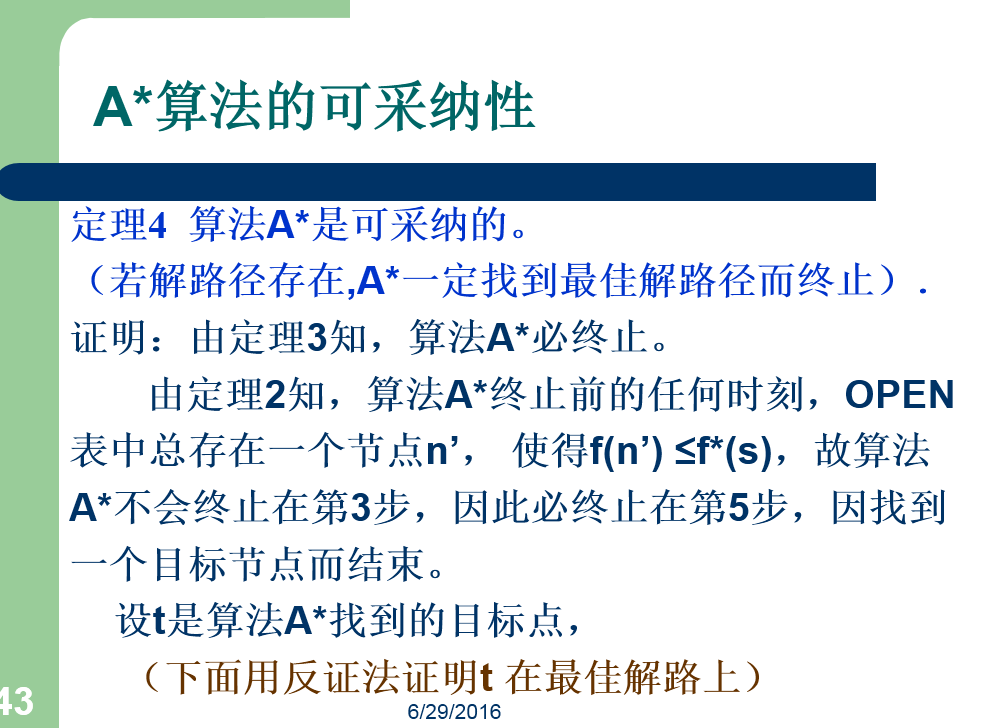 A*算法的可采纳性
定理4 算法A*是可采纳的。
（若解路径存在,A*一定找到最佳解路径而终止）.
证明：由定理3知，算法A*必终止。
由定理2知，算法A*终止前的任何时刻，OPEN
表中总存在一个节点n’， 使得f(n’) ≤f*(s)，故算法
A*不会终止在第3步，因此必终止在第5步，因找到
一个目标节点而结束。
设t是算法A*找到的目标点，
（下面用反证法证明t 在最佳解路上）
43
6/29/2016